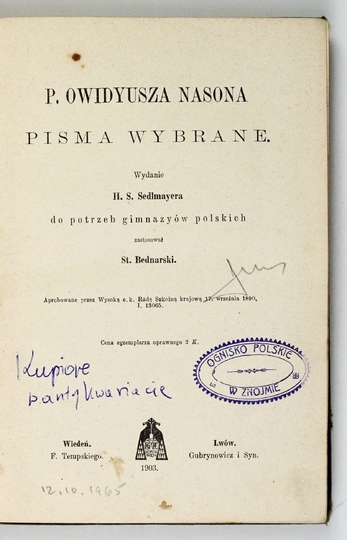 P. OWIDYUSZA NASONA
PISMA WYBRANE.
Wydanie
H. S. Sedlmayera
do potrzeb gimnazyów polskich
zastosował
St. Bednarski.
Aprobowane przez Wysoką c. k. Radę Szkolną krajową 17. września 1890,
l. 13065.
Cena egzemplarza oprawnego 2 K.
Kupione
w antykwariacie
OGNISKO POLSKIE
W ZNOJMIE
Wiedeń.
F. Tempskiego.
Lwów.
Gubrynowicz i Syn.
1903.
12.10.1965